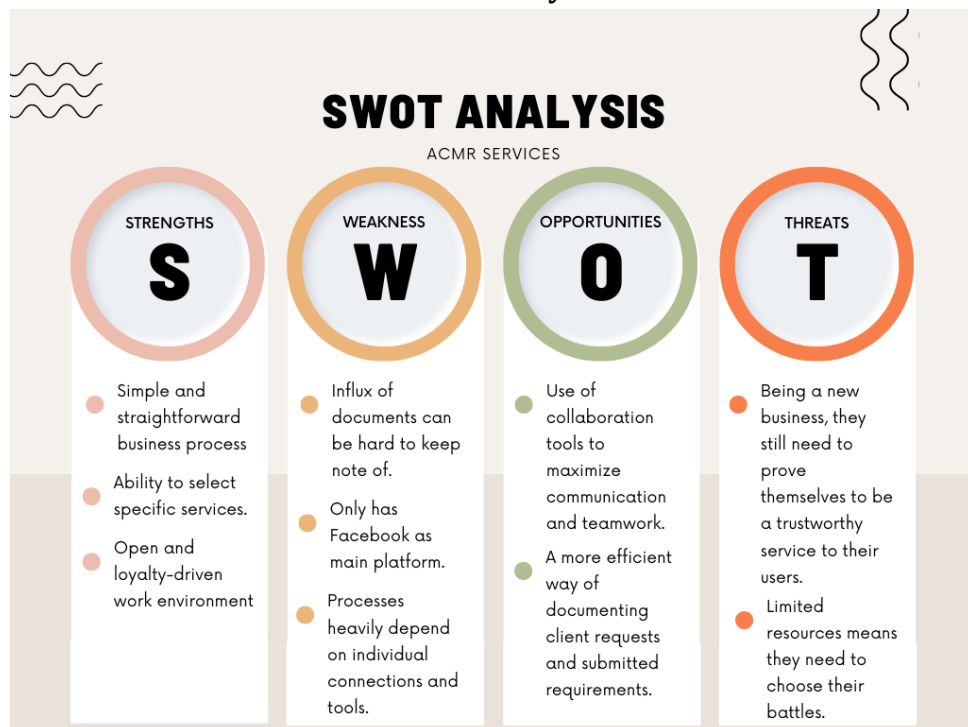 SWOT ANALYSIS
ACMR SERVICES
STRENGTHS
S
Simple and
straightforward
business process
Ability to select
specific services.
Open and
loyalty-driven
work environment
WEAKNESS
W
Influx of
documents can
be hard to keep
note of.
Only has
Facebook as
main platform.
Processes
heavily depend
on individual
connections and
tools.
OPPORTUNITIES
O
Use of
collaboration
tools to
maximize
communication
and teamwork.
A more efficient
way of
documenting
client requests
and submitted
requirements.
THREATS
T
Being a new
business, they
still need to
prove
themselves to be
a trustworthy
service to their
users.
Limited
resources means
they need to
choose their
battles.